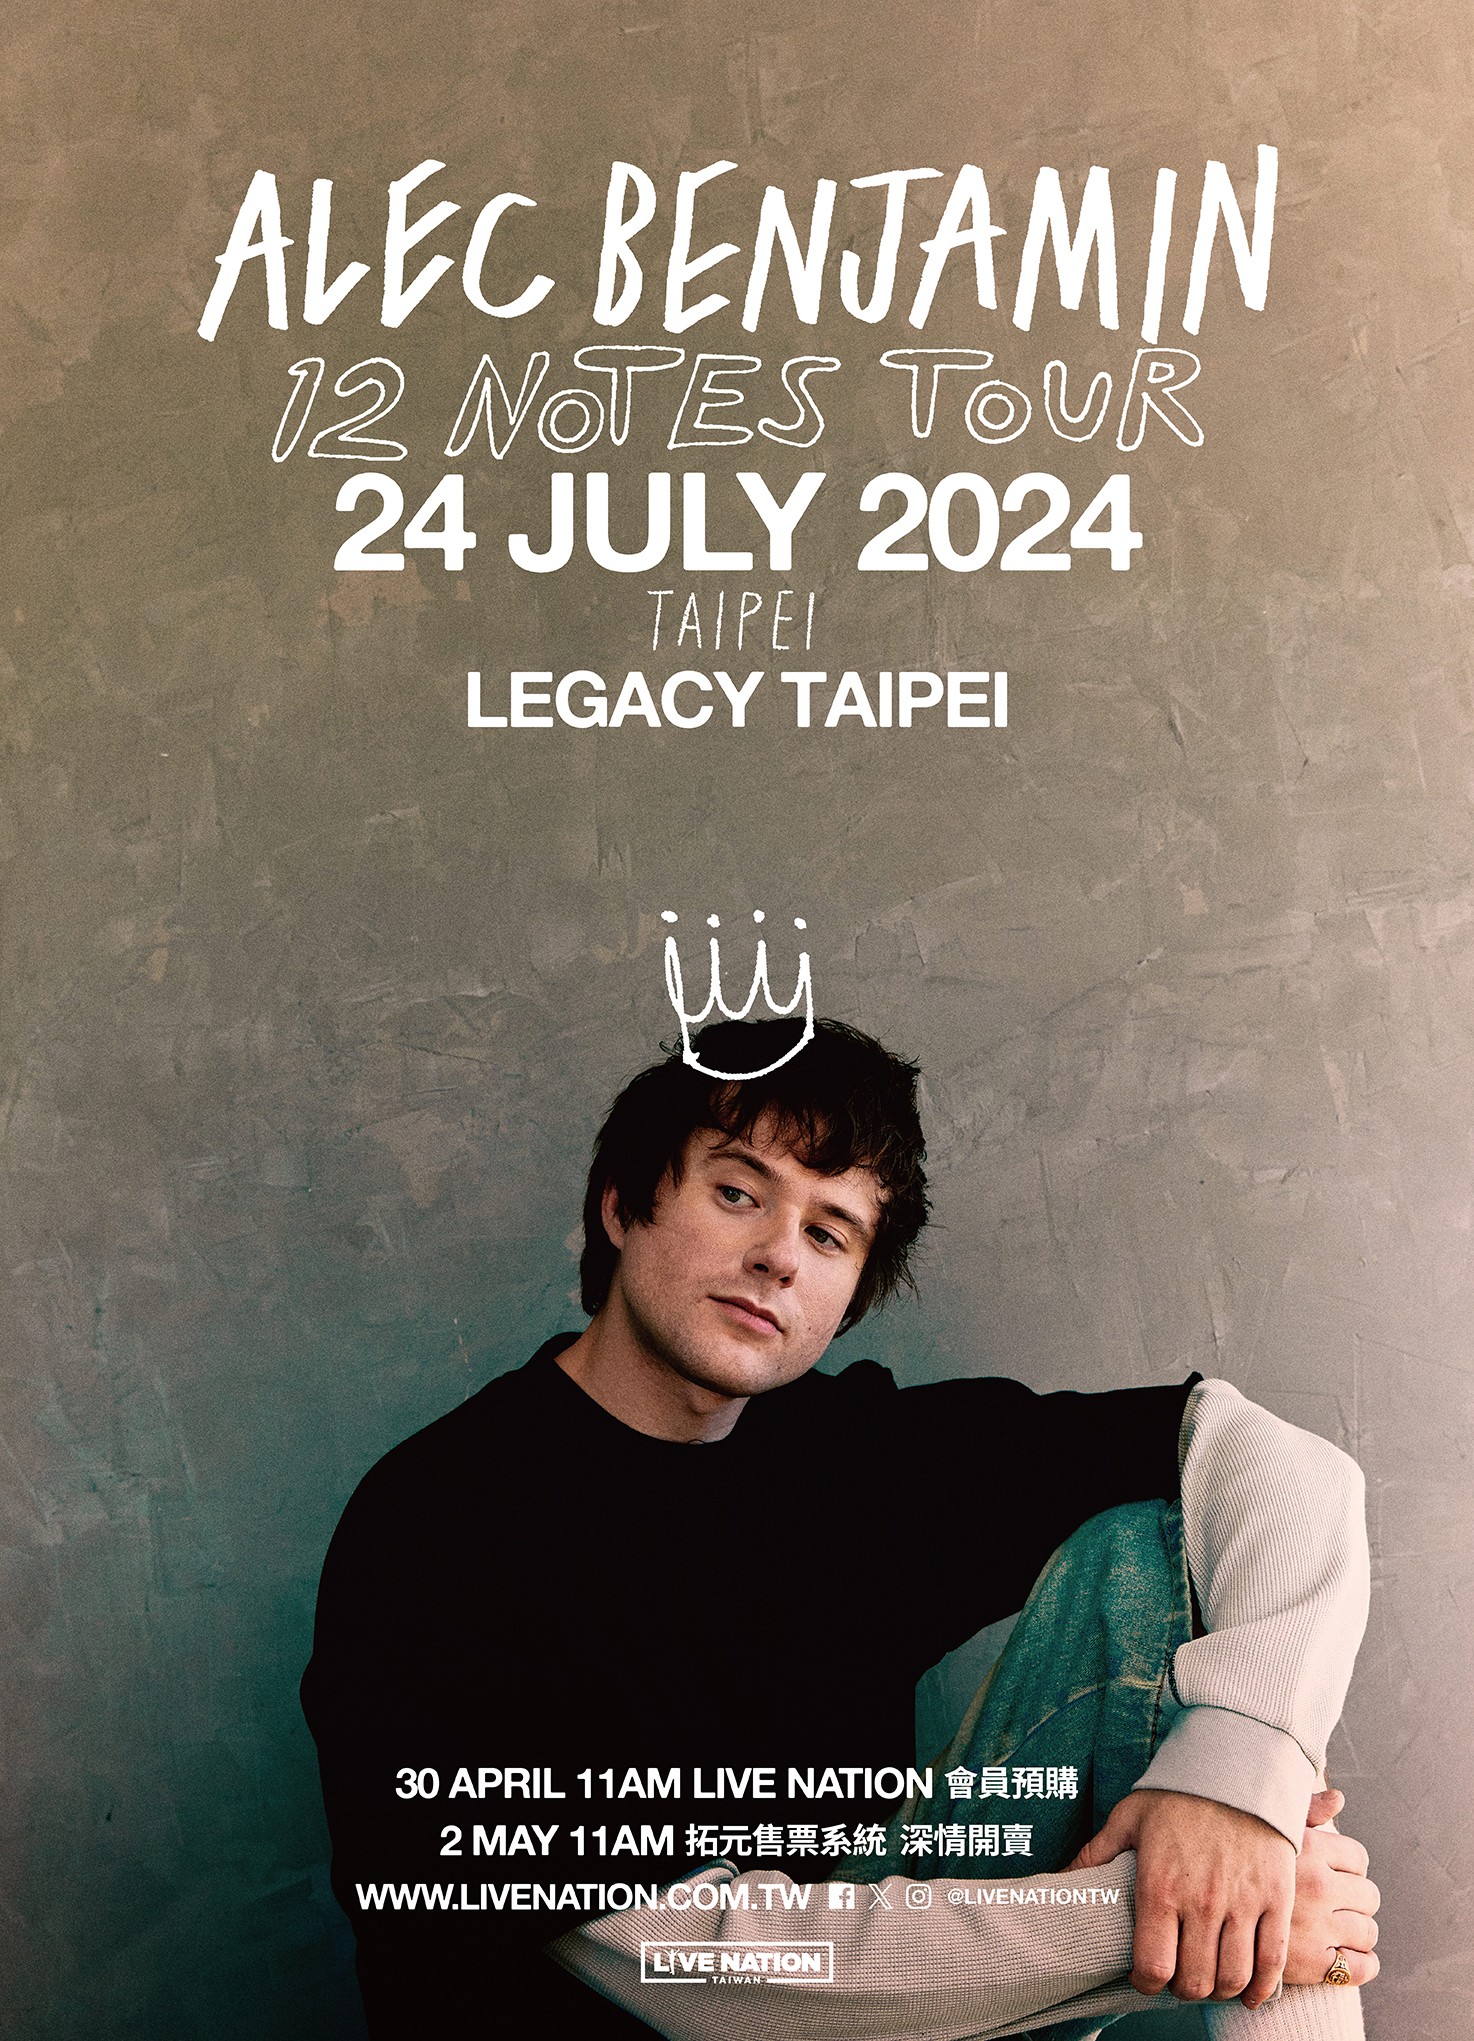 ALEC BENJAMIN
12 NOTES TOUR
24 JULY 2024
TAIPEI
LEGACY TAIPEI
30 APRIL 11AM LIVE NATION 會員預購
2 MAY 11AM 拓元售票系統 深情開賣
WWW.LIVENATION.COM.TW @LIVENATIONTW
LIVE NATION
TAIWAN